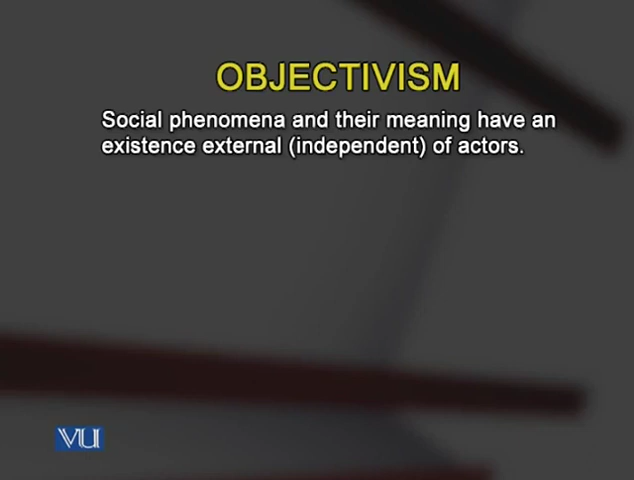 OBJECTIVISM
Social phenomena and their meaning have an
existence external (independent) of actors.
VU